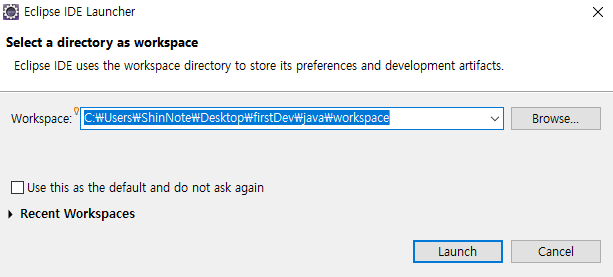 Eclipse IDE Launcher
Select a directory as workspace
Eclipse IDE uses the workspace directory to store its preferences and development artifacts.
Workspace: C:₩Users₩ShinNote₩Desktop₩firstDev₩java₩workspace Browse...
Use this as the default and do not ask again
Recent Workspaces
Launch Cancel